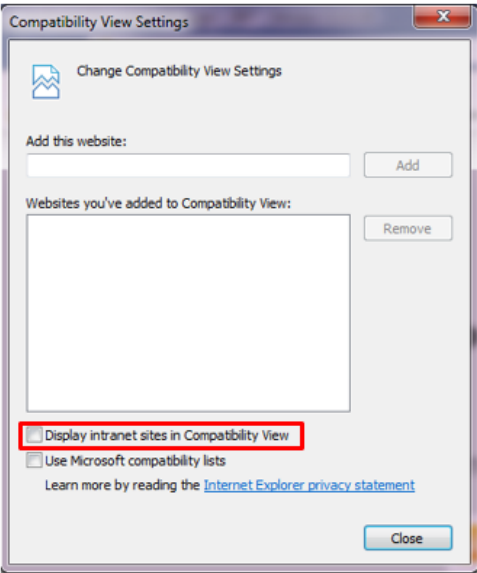 Compatibility View Settings
Change Compatibility View Settings
Add this website:
Add
Websites you've added to Compatibility View:
Remove
Display intranet sites in Compatibility View
Use Microsoft compatibility lists
Learn more by reading the Internet Explorer privacy statement
Close